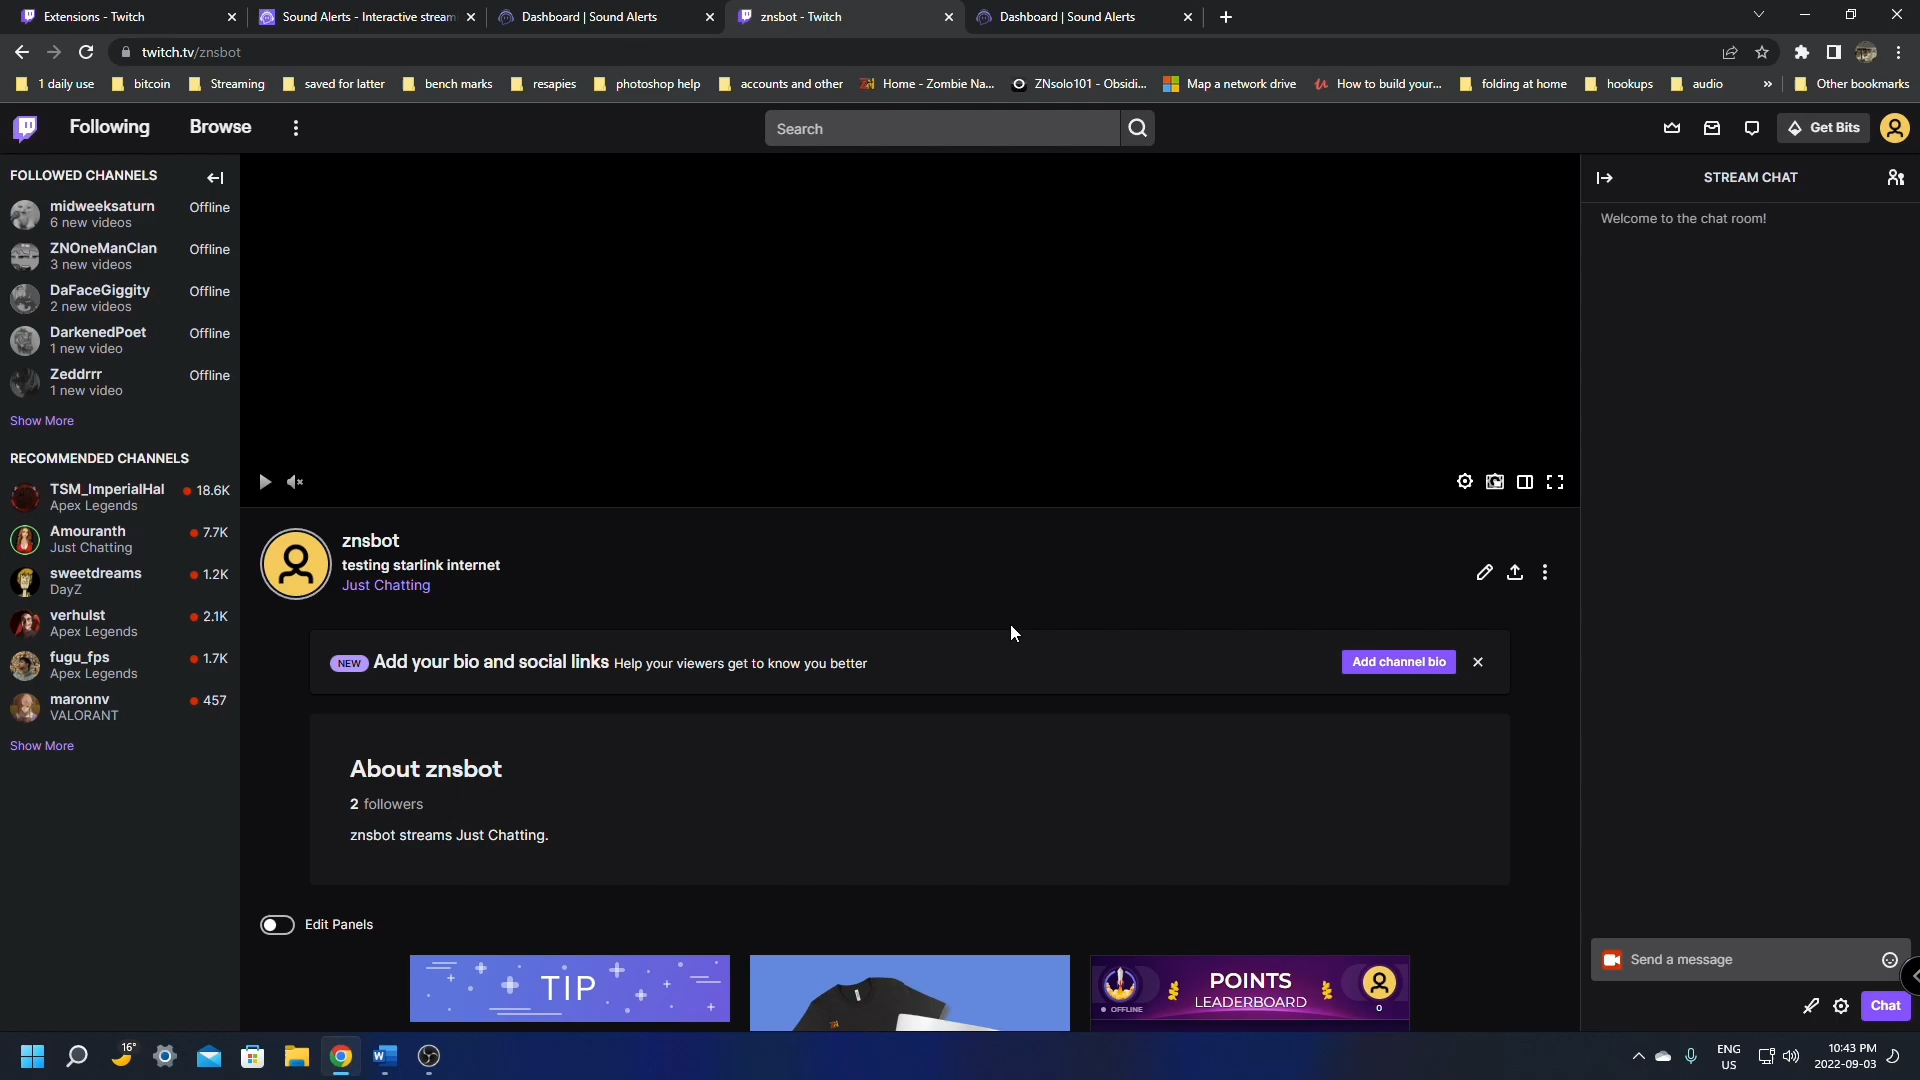 Extensions - Twitch
Sound Alerts - Interactive stream
Dashboard | Sound Alerts
znsbot - Twitch
Dashboard | Sound Alerts
twitch.tv/znsbot
1 daily use
bitcoin
Streaming
saved for latter
bench marks
resapies
photoshop help
accounts and other
Home - Zombie Na...
ZNsolo101 - Obsidi...
Map a network drive
How to build your...
folding at home
hookups
audio
»
Other bookmarks
Following
Browse
Search
Get Bits
FOLLOWED CHANNELS
midweeksaturn
Offline
6 new videos
ZNOneManClan
Offline
3 new videos
DaFaceGiggity
Offline
2 new videos
DarkenedPoet
Offline
1 new video
Zeddrrr
Offline
1 new video
Show More
RECOMMENDED CHANNELS
TSM_ImperialHal
18.6K
Apex Legends
Amouranth
7.7K
Just Chatting
sweetdreams
1.2K
DayZ
verhulst
2.1K
Apex Legends
fugu_fps
1.7K
Apex Legends
maronnv
457
VALORANT
Show More
znsbot
testing starlink internet
Just Chatting
NEW Add your bio and social links Help your viewers get to know you better
Add channel bio
About znsbot
2 followers
znsbot streams Just Chatting.
Edit Panels
TIP
POINTS
LEADERBOARD
OFFLINE
0
STREAM CHAT
Welcome to the chat room!
Send a message
Chat
16°
ENG
US
10:43 PM
2022-09-03